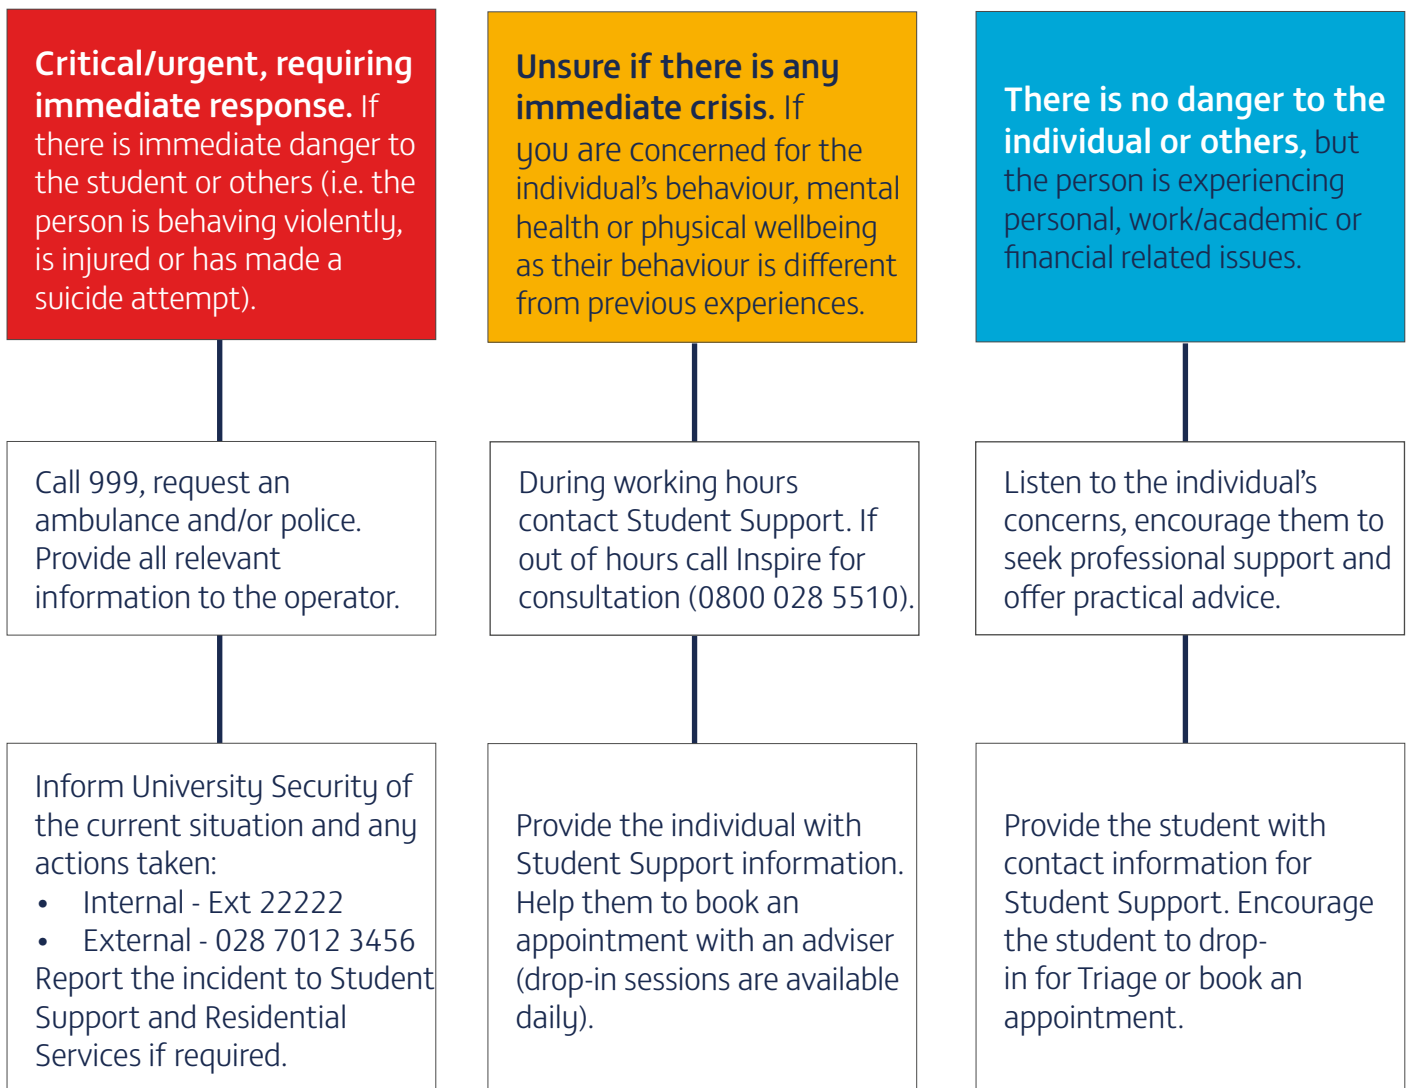 Critical/urgent, requiring
immediate response. If
there is immediate danger to
the student or others (i.e. the
person is behaving violently,
is injured or has made a
suicide attempt).
Call 999, request an
ambulance and/or police.
Provide all relevant
information to the operator.
Inform University Security of
the current situation and any
actions taken:
• Internal - Ext 22222
• External - 028 7012 3456
Report the incident to Student
Support and Residential
Services if required.
Unsure if there is any
immediate crisis. If
you are concerned for the
individual’s behaviour, mental
health or physical wellbeing
as their behaviour is different
from previous experiences.
During working hours
contact Student Support. If
out of hours call Inspire for
consultation (0800 028 5510).
Provide the individual with
Student Support information.
Help them to book an
appointment with an adviser
(drop-in sessions are available
daily).
There is no danger to the
individual or others, but
the person is experiencing
personal, work/academic or
financial related issues.
Listen to the individual’s
concerns, encourage them to
seek professional support and
offer practical advice.
Provide the student with
contact information for
Student Support. Encourage
the student to drop-
in for Triage or book an
appointment.